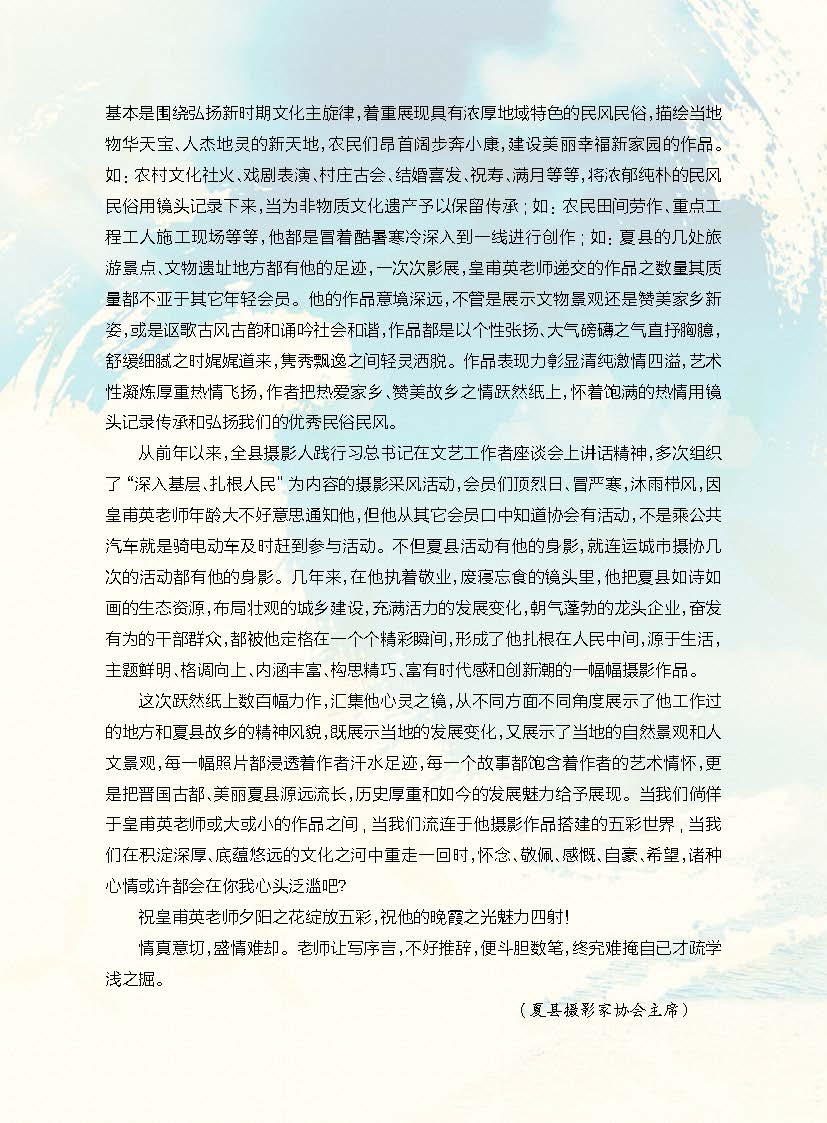 基本是围绕弘扬新时期文化主旋律,着重展现具有浓厚地域特色的民风民俗,描绘当地
物华天宝、人杰地灵的新天地,农民们昂首阔步奔小康,建设美丽幸福新家园的作品。
如:农村文化社火、戏剧表演、村庄古会、结婚喜发、祝寿、满月等等,将浓郁纯朴的民风
民俗用镜头记录下来,当为非物质文化遗产予以保留传承;如:农民田间劳作、重点工
程工人施工现场等等,他都是冒着酷暑寒冷深入到一线进行创作;如:夏县的几处旅
游景点、文物遗址地方都有他的足迹,一次次影展,皇甫英老师递交的作品之数量其质
量都不亚于其它年轻会员。他的作品意境深远,不管是展示文物景观还是赞美家乡新
姿,或是讴歌古风古韵和诵吟社会和谐,作品都是以个性张扬、大气磅礴之气直抒胸臆,
舒缓细腻之时娓娓道来,隽秀飘逸之间轻灵洒脱。作品表现力彰显清纯激情四溢,艺术
性凝炼厚重热情飞扬,作者把热爱家乡、赞美故乡之情跃然纸上,怀着饱满的热情用镜
头记录传承和弘扬我们的优秀民俗民风。
从前年以来,全县摄影人践行习总书记在文艺工作者座谈会上讲话精神,多次组织
了“深入基层、扎根人民”为内容的摄影采风活动,会员们顶烈日、冒严寒,沐雨栉风,因
皇甫英老师年龄大不好意思通知他,但他从其它会员口中知道协会有活动,不是乘公共
汽车就是骑电动车及时赶到参与活动。不但夏县活动有他的身影,就连运城市摄协几
次的活动都有他的身影。几年来,在他执着敬业,废寝忘食的镜头里,他把夏县如诗如
画的生态资源,布局壮观的城乡建设,充满活力的发展变化,朝气蓬勃的龙头企业,奋发
有为的干部群众,都被他定格在一个个精彩瞬间,形成了他扎根在人民中间,源于生活,
主题鲜明、格调向上、内涵丰富、构思精巧、富有时代感和创新潮的一幅幅摄影作品。
这次跃然纸上数百幅力作,汇集他心灵之镜,从不同方面不同角度展示了他工作过
的地方和夏县故乡的精神风貌,既展示当地的发展变化,又展示了当地的自然景观和人
文景观,每一幅照片都浸透着作者汗水足迹,每一个故事都饱含着作者的艺术情怀,更
是把晋国古都、美丽夏县源远流长,历史厚重和如今的发展魅力给予展现。当我们倘佯
于皇甫英老师或大或小的作品之间,当我们流连于他摄影作品搭建的五彩世界,当我
们在积淀深厚、底蕴悠远的文化之河中重走一回时,怀念、敬佩、感慨、自豪、希望,诸种
心情或许都会在你我心头泛滥吧?
祝皇甫英老师夕阳之花绽放五彩,祝他的晚霞之光魅力四射!
情真意切,盛情难却。老师让写序言,不好推辞,便斗胆数笔,终究难掩自已才疏学
浅之掘。
(夏县摄影家协会主席)